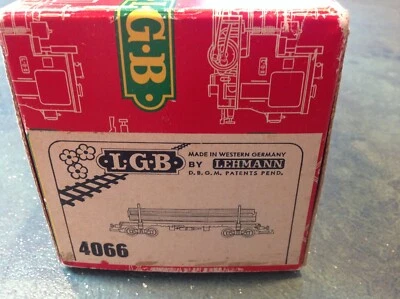 L.G.B.
L.G.B.
MADE IN WESTERN GERMANY
BY LEHMANN
D.B.G.M. PATENTS PEND.
4066